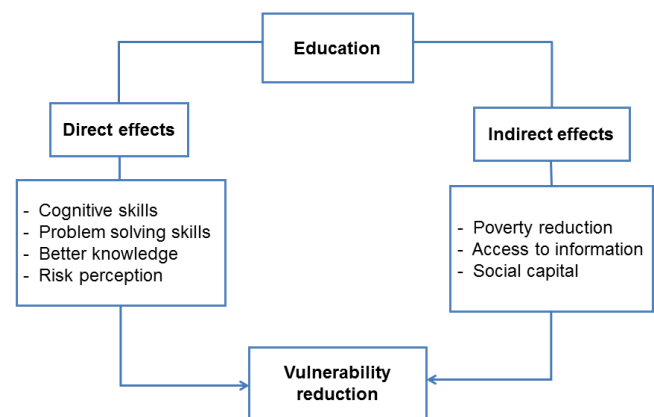 Education
Direct effects
Indirect effects
- Cognitive skills
- Problem solving skills
- Better knowledge
- Risk perception
- Poverty reduction
- Access to information
- Social capital
Vulnerability
reduction